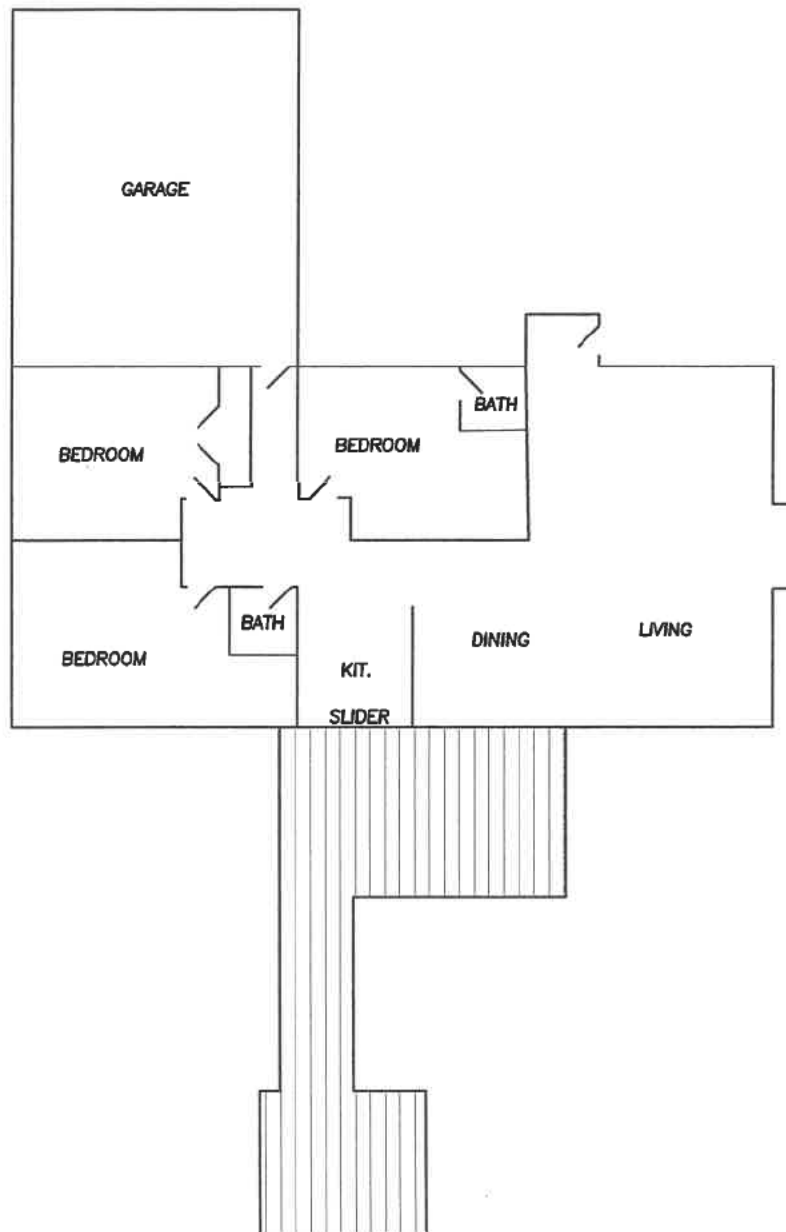 GARAGE
BATH
BEDROOM
BEDROOM
BATH
LIVING
DINING
BEDROOM
KIT.
SLIDER